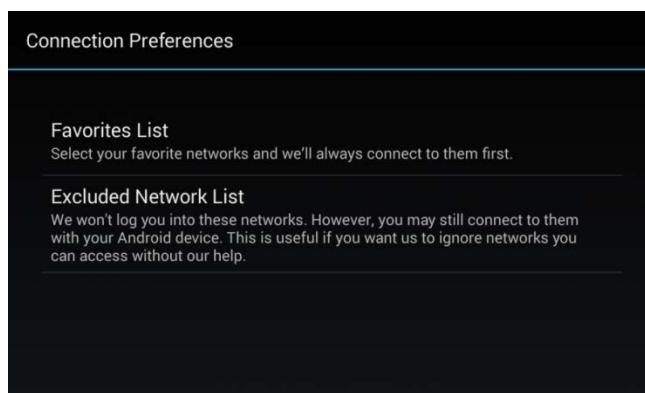 Connection Preferences
Favorites List
Select your favorite networks and we'll always connect to them first.
Excluded Network List
We won't log you into these networks. However, you may still connect to them
with your Android device. This is useful if you want us to ignore networks you
can access without our help.